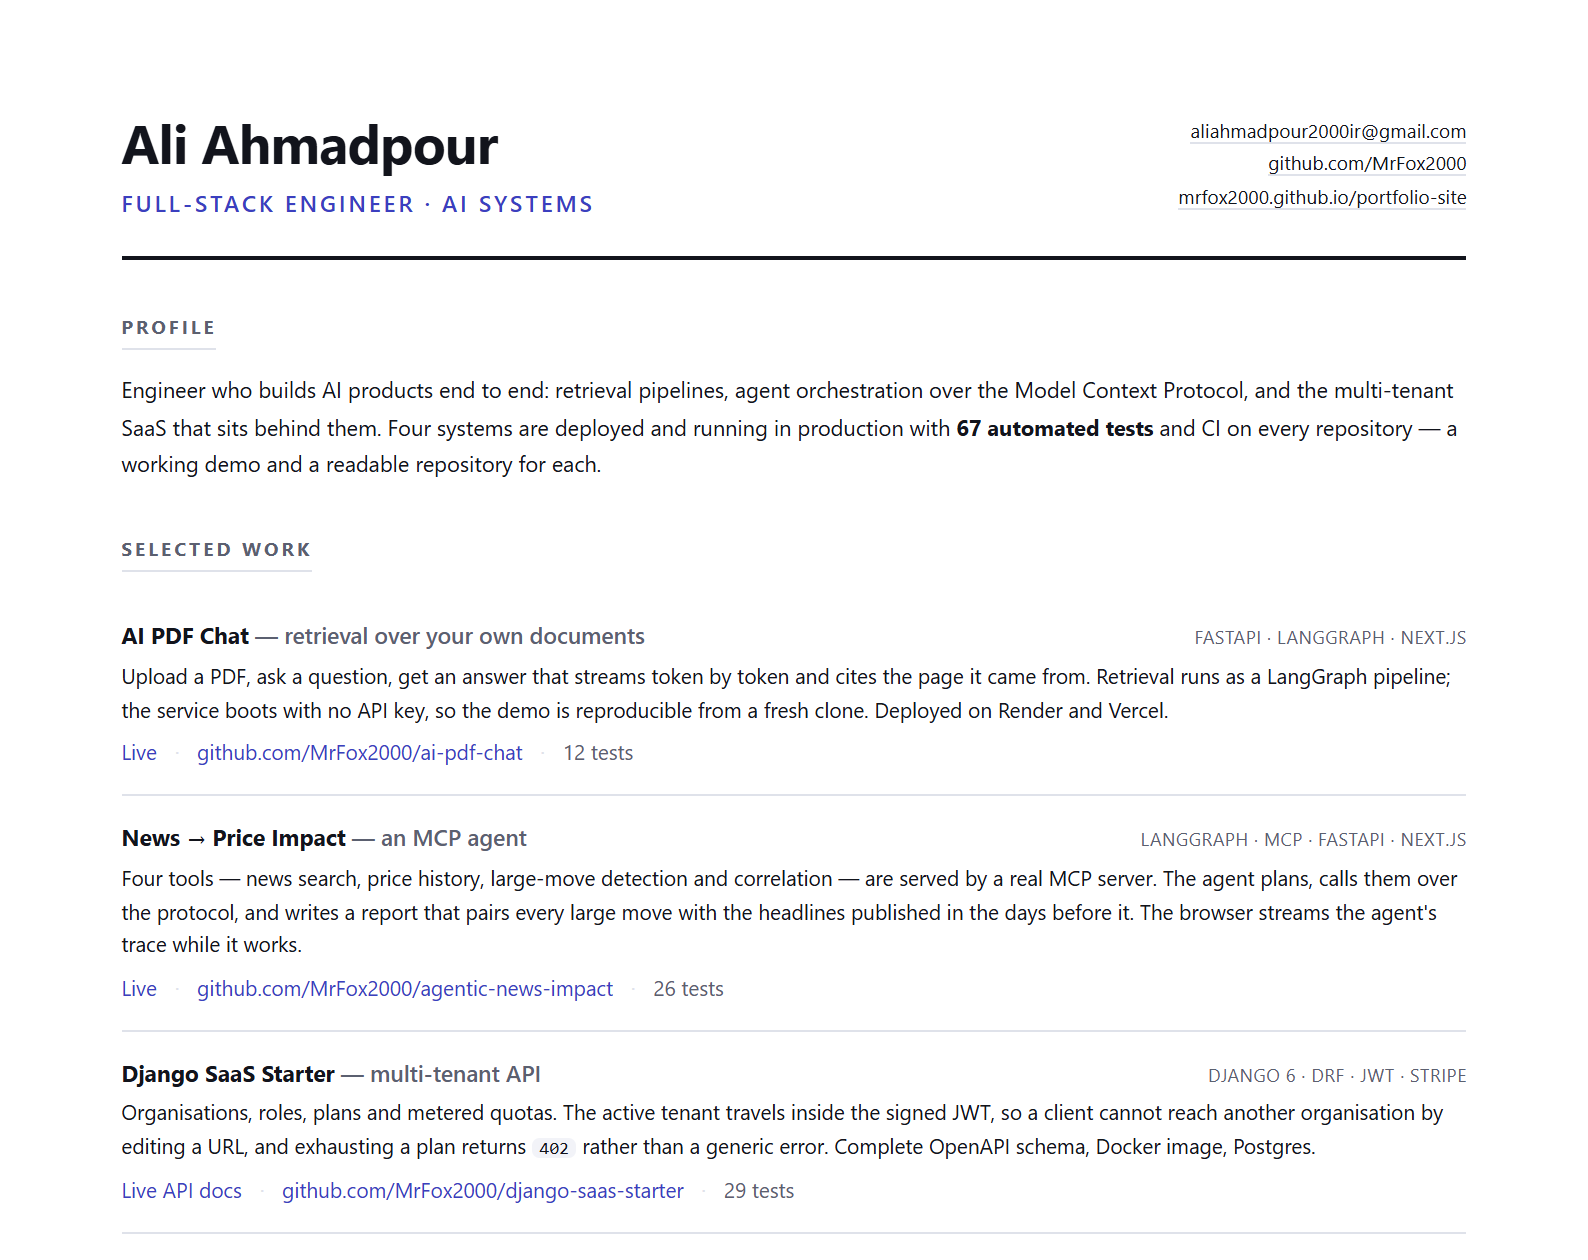 Ali Ahmadpour
FULL-STACK ENGINEER · AI SYSTEMS
aliahmadpour2000ir@gmail.com
github.com/MrFox2000
mrfox2000.github.io/portfolio-site
PROFILE
Engineer who builds AI products end to end: retrieval pipelines, agent orchestration over the Model Context Protocol, and the multi-tenant
SaaS that sits behind them. Four systems are deployed and running in production with 67 automated tests and CI on every repository — a
working demo and a readable repository for each.
SELECTED WORK
AI PDF Chat — retrieval over your own documents FASTAPI · LANGGRAPH · NEXT.JS
Upload a PDF, ask a question, get an answer that streams token by token and cites the page it came from. Retrieval runs as a LangGraph pipeline;
the service boots with no API key, so the demo is reproducible from a fresh clone. Deployed on Render and Vercel.
Live · github.com/MrFox2000/ai-pdf-chat · 12 tests
News → Price Impact — an MCP agent LANGGRAPH · MCP · FASTAPI · NEXT.JS
Four tools — news search, price history, large-move detection and correlation — are served by a real MCP server. The agent plans, calls them over
the protocol, and writes a report that pairs every large move with the headlines published in the days before it. The browser streams the agent's
trace while it works.
Live · github.com/MrFox2000/agentic-news-impact · 26 tests
Django SaaS Starter — multi-tenant API DJANGO 6 · DRF · JWT · STRIPE
Organisations, roles, plans and metered quotas. The active tenant travels inside the signed JWT, so a client cannot reach another organisation by
editing a URL, and exhausting a plan returns 402 rather than a generic error. Complete OpenAPI schema, Docker image, Postgres.
Live API docs · github.com/MrFox2000/django-saas-starter · 29 tests